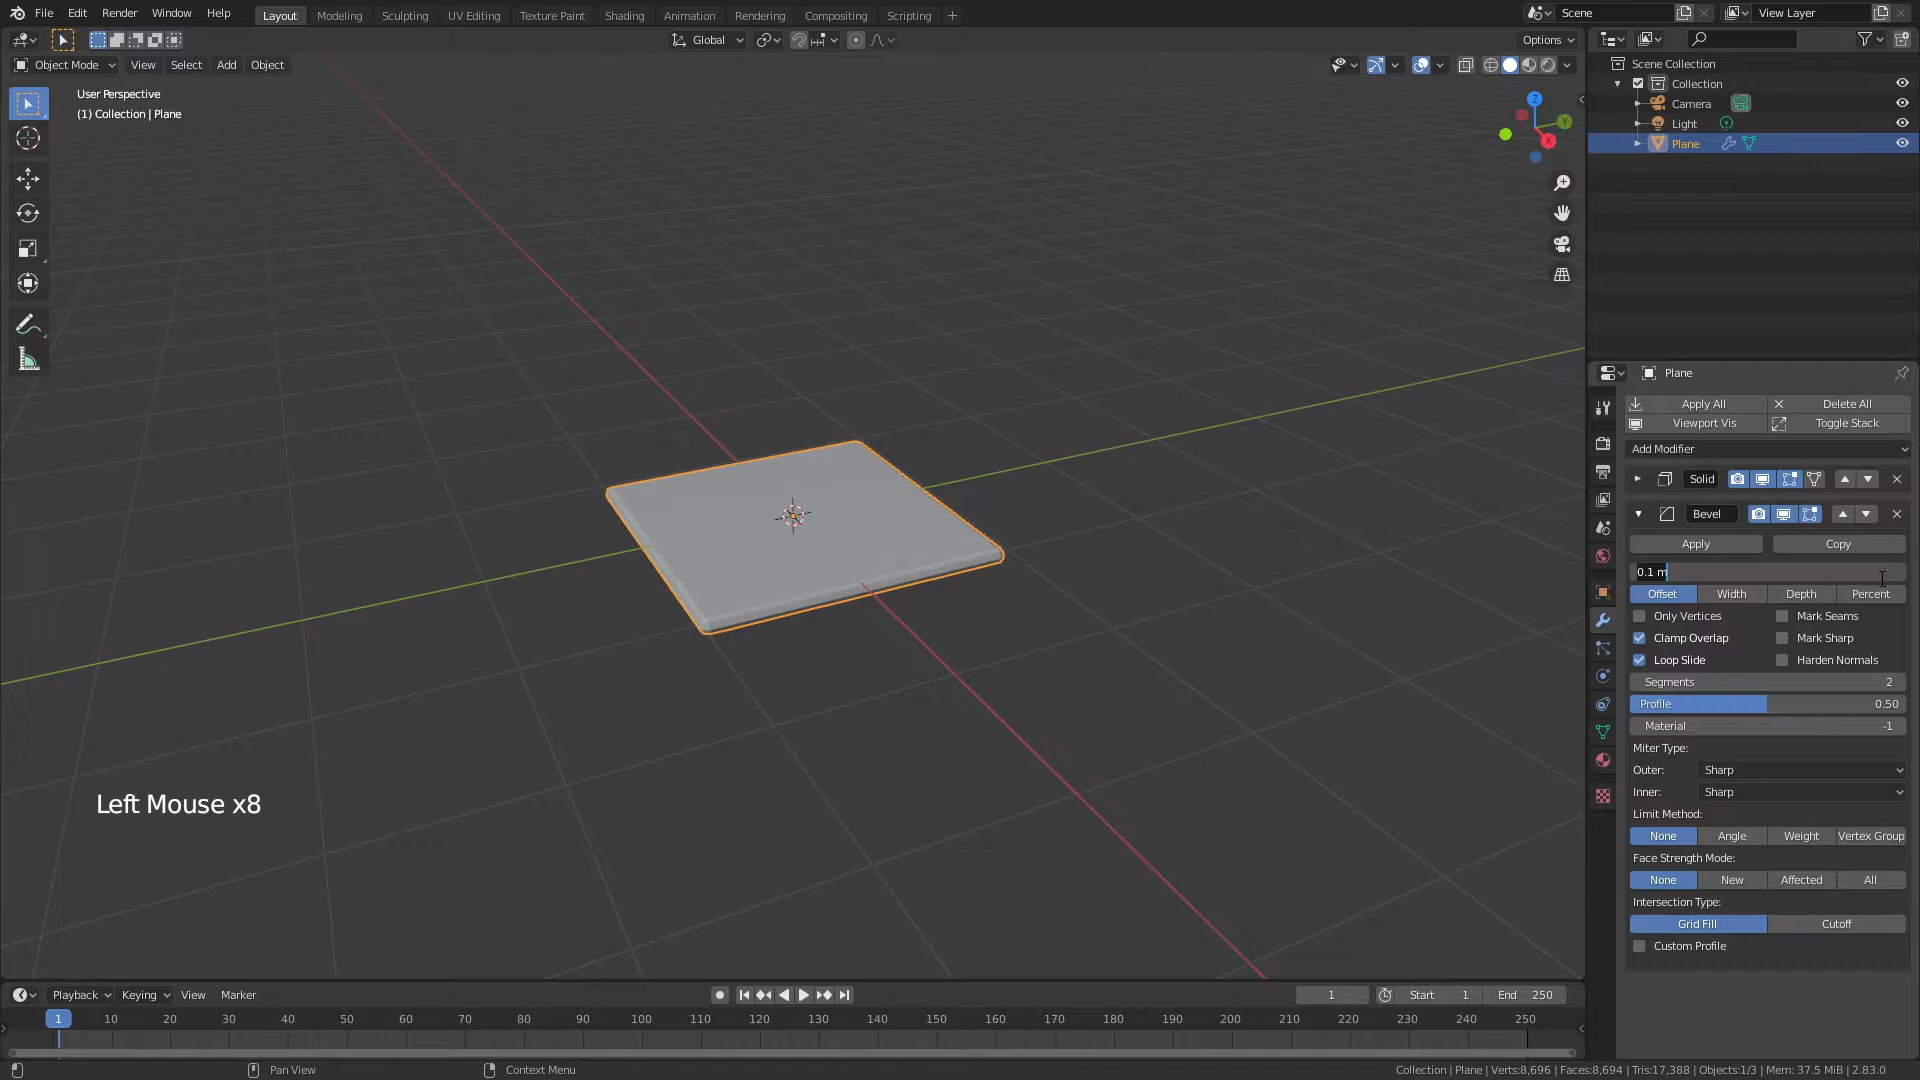 File Edit Render Window Help Layout Modeling Sculpting UV Editing Texture Paint Shading Animation Rendering Compositing Scripting + Scene View Layer
Global Options
Object Mode View Select Add Object
User Perspective
(1) Collection | Plane
Z
Y
X
Scene Collection
Collection
Camera
Light
Plane
Plane
Apply All Delete All
Viewport Vis Toggle Stack
Add Modifier
Solid
Bevel
Apply Copy
0.1 m
Offset Width Depth Percent
Only Vertices Mark Seams
Clamp Overlap Mark Sharp
Loop Slide Harden Normals
Segments 2
Profile 0.50
Material -1
Miter Type:
Outer: Sharp
Inner: Sharp
Limit Method:
None Angle Weight Vertex Group
Face Strength Mode:
None New Affected All
Intersection Type:
Grid Fill Cutoff
Custom Profile
Left Mouse x8
Playback Keying View Marker 1 Start 1 End 250
1 10 20 30 40 50 60 70 80 90 100 110 120 130 140 150 160 170 180 190 200 210 220 230 240 250
Pan View Context Menu Collection | Plane | Verts:8,696 | Faces:8,694 | Tris:17,388 | Objects:1/3 | Mem: 37.5 MiB | 2.83.0